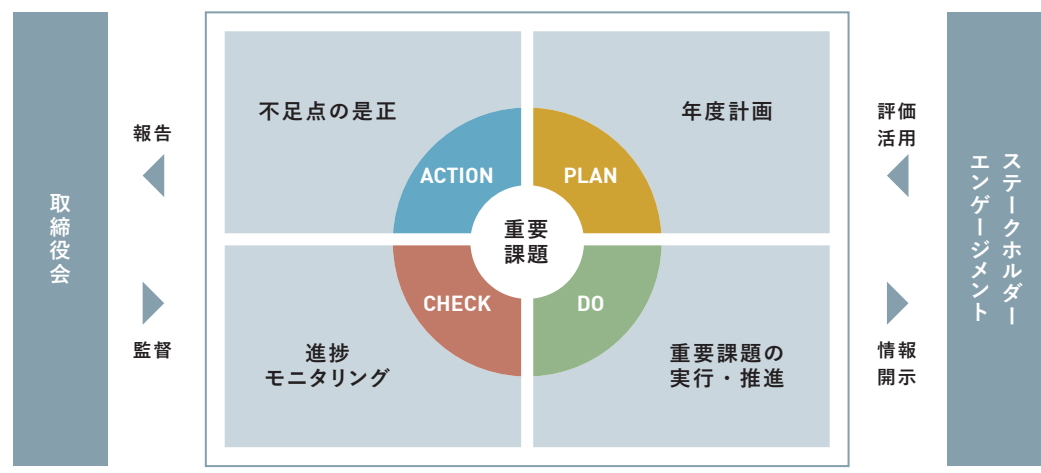 取締役会
報告
監督
不足点の是正
ACTION
年度計画
PLAN
重要
課題
CHECK
進捗
モニタリング
DO
重要課題の
実行・推進
評価
活用
情報
開示
ステークホルダー
エンゲージメント